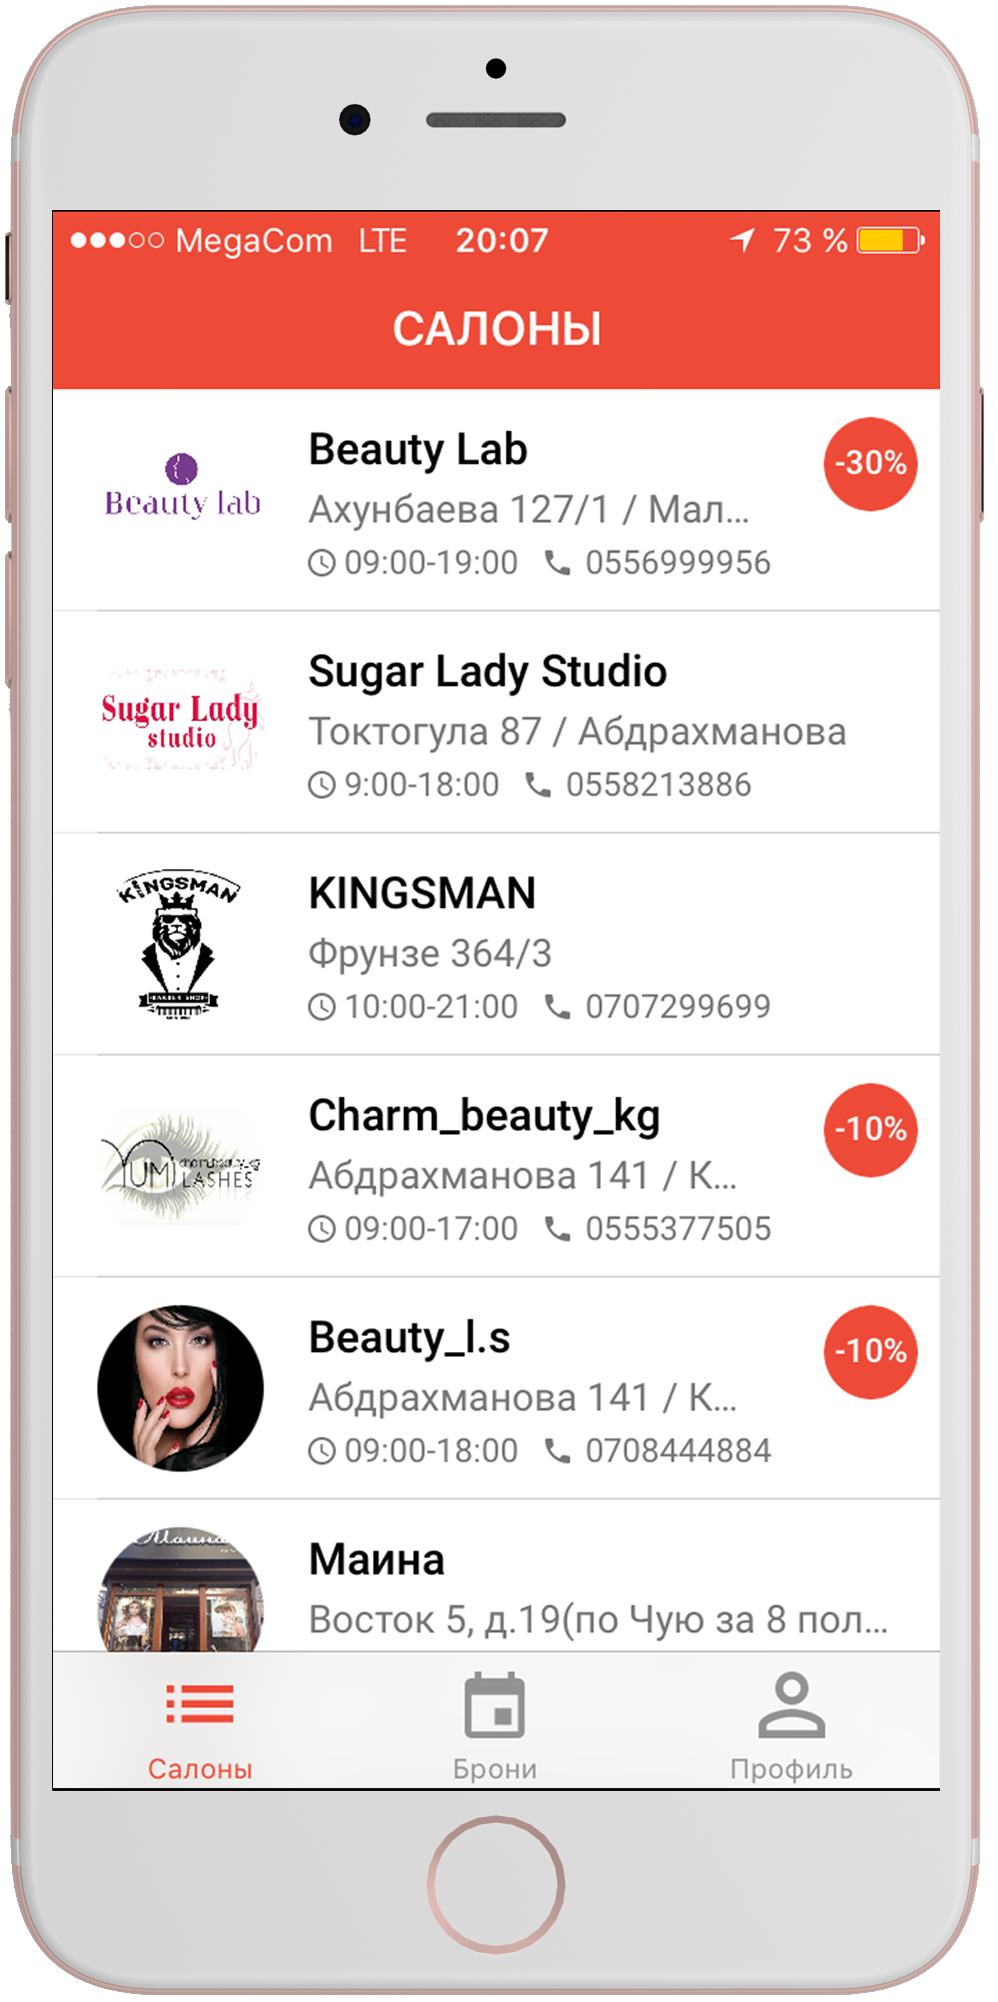 MegaCom LTE 20:07 73 %
САЛОНЫ
Beauty lab
Beauty Lab
-30%
Ахунбаева 127/1 / Мал...
09:00-19:00 0556999956
Sugar Lady
studio
Sugar Lady Studio
Токтогула 87 / Абдрахманова
9:00-18:00 0558213886
KINGSMAN
BARBER SHOP
KINGSMAN
Фрунзе 364/3
10:00-21:00 0707299699
YUMI
charm_beauty_kg
LASHES
Charm_beauty_kg
-10%
Абдрахманова 141 / К...
09:00-17:00 0555377505
Beauty_l.s
-10%
Абдрахманова 141 / К...
09:00-18:00 0708444884
Маина
Маина
Восток 5, д.19(по Чую за 8 пол...
Салоны Брони Профиль